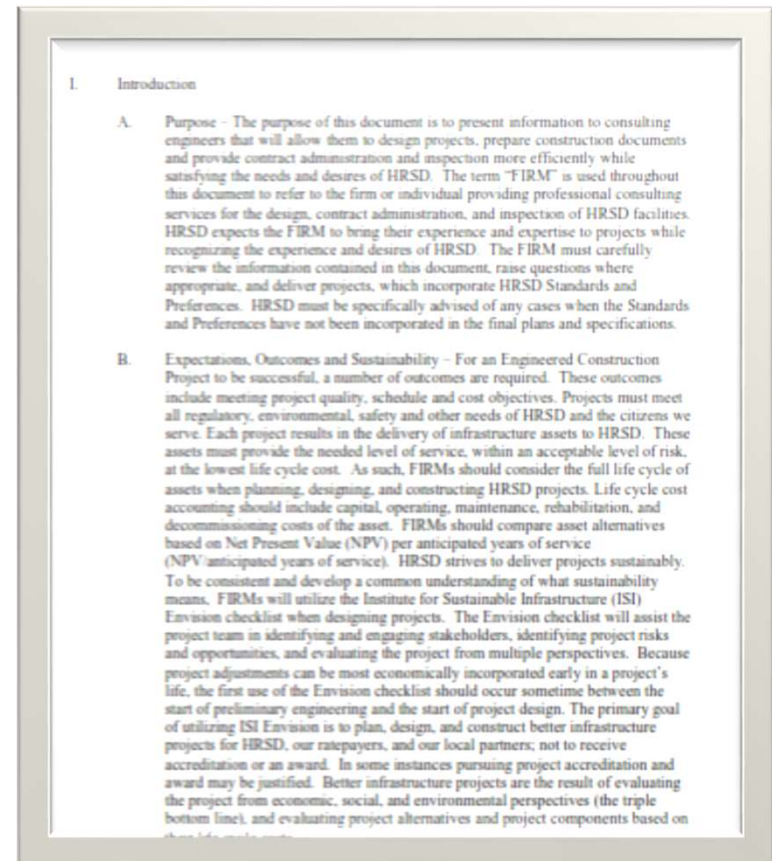 I. Introduction
A. Purpose – The purpose of this document is to present information to consulting
engineers that will allow them to design projects, prepare construction documents
and provide contract administration and inspection more efficiently while
satisfying the needs and desires of HRSD. The term “FIRM” is used throughout
this document to refer to the firm or individual providing professional consulting
services for the design, contract administration, and inspection of HRSD facilities.
HRSD expects the FIRM to bring their experience and expertise to projects while
recognizing the experience and desires of HRSD. The FIRM must carefully
review the information contained in this document, raise questions where
appropriate, and deliver projects, which incorporate HRSD Standards and
Preferences. HRSD must be specifically advised of any cases when the Standards
and Preferences have not been incorporated in the final plans and specifications.
B. Expectations, Outcomes and Sustainability – For an Engineered Construction
Project to be successful, a number of outcomes are required. These outcomes
include meeting project quality, schedule and cost objectives. Projects must meet
all regulatory, environmental, safety and other needs of HRSD and the citizens we
serve. Each project results in the delivery of infrastructure assets to HRSD. These
assets must provide the needed level of service, within an acceptable level of risk,
at the lowest life cycle cost. As such, FIRMs should consider the full life cycle of
assets when planning, designing, and constructing HRSD projects. Life cycle cost
accounting should include capital, operating, maintenance, rehabilitation, and
decommissioning costs of the asset. FIRMs should compare asset alternatives
based on Net Present Value (NPV) per anticipated years of service
(NPV/anticipated years of service). HRSD strives to deliver projects sustainably.
To be consistent and develop a common understanding of what sustainability
means, FIRMs will utilize the Institute for Sustainable Infrastructure (ISI)
Envision checklist when designing projects. The Envision checklist will assist the
project team in identifying and engaging stakeholders, identifying project risks
and opportunities, and evaluating the project from multiple perspectives. Because
project adjustments can be most economically incorporated early in a project’s
life, the first use of the Envision checklist should occur sometime between the
start of preliminary engineering and the start of project design. The primary goal
of utilizing ISI Envision is to plan, design, and construct better infrastructure
projects for HRSD, our ratepayers, and our local partners; not to receive
accreditation or an award. In some instances pursuing project accreditation and
award may be justified. Better infrastructure projects are the result of evaluating
the project from economic, social, and environmental perspectives (the triple
bottom line), and evaluating project alternatives and project components based on